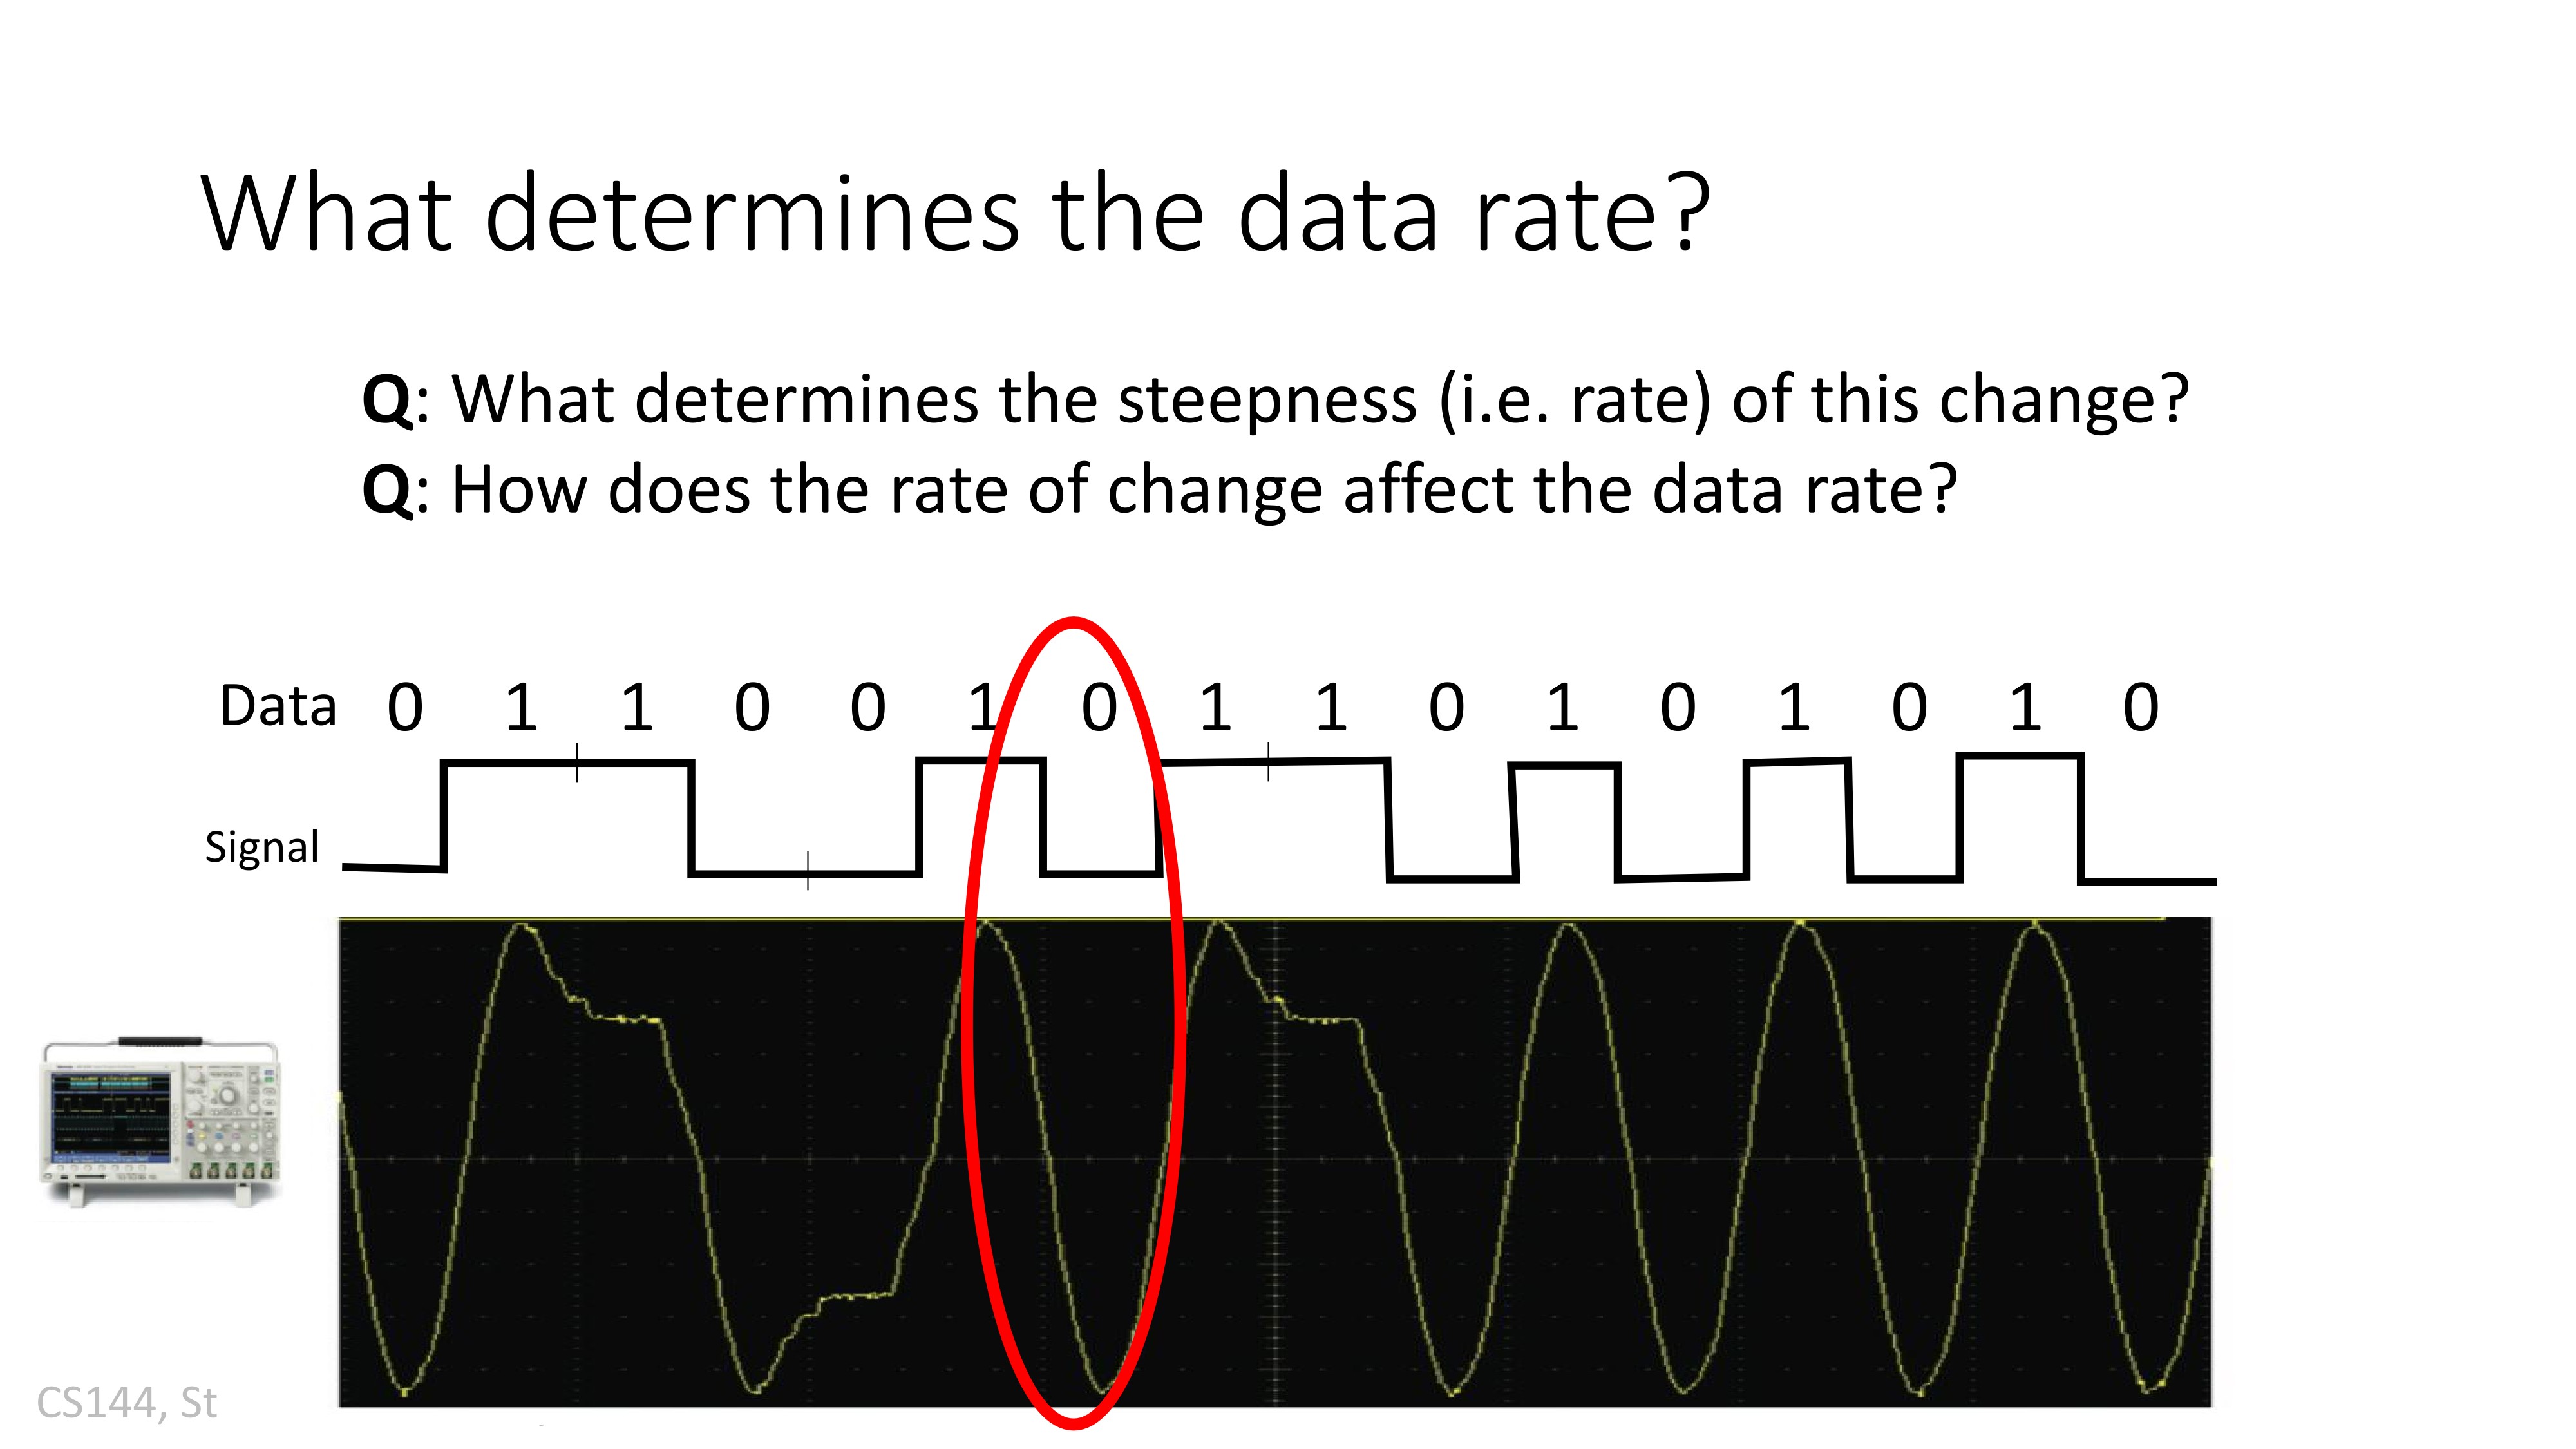 What determines the data rate?
Q: What determines the steepness (i.e. rate) of this change?
Q: How does the rate of change affect the data rate?
Data 0 1 1 0 0 1 0 1 1 0 1 0 1 0 1 0
Signal
CS144, St